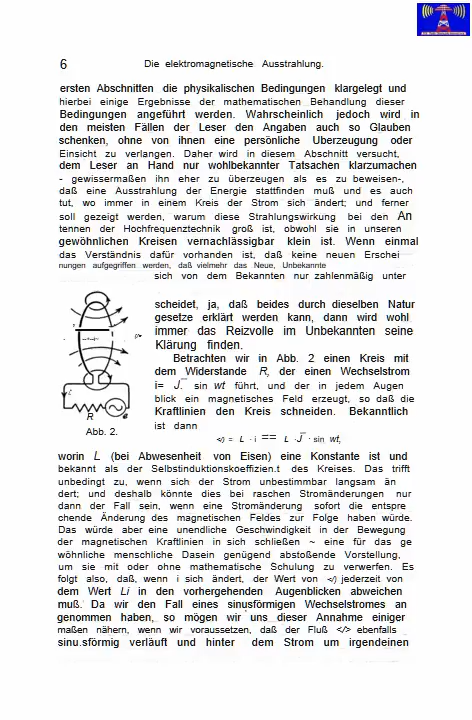 6
Die elektromagnetische Ausstrahlung.
ersten Abschnitten die physikalischen Bedingungen klargelegt und
hierbei einige Ergebnisse der mathematischen Behandlung dieser
Bedingungen angeführt werden. Wahrscheinlich jedoch wird in
den meisten Fällen der Leser den Angaben auch so Glauben
schenken, ohne von ihnen eine persönliche Uberzeugung oder
Einsicht zu verlangen. Daher wird in diesem Abschnitt versucht,
dem Leser an Hand nur wohlbekannter Tatsachen klarzumachen
- gewissermaßen ihn eher zu überzeugen als es zu beweisen-,
daß eine Ausstrahlung der Energie stattfinden muß und es auch
tut, wo immer in einem Kreis der Strom sich ändert; und ferner
soll gezeigt werden, warum diese Strahlungswirkung bei den An
tennen der Hochfrequenztechnik groß ist, obwohl sie in unseren
gewöhnlichen Kreisen vernachlässigbar klein ist. Wenn einmal
das Verständnis dafür vorhanden ist, daß keine neuen Erschei
nungen aufgegriffen werden, daß vielmehr das Neue, Unbekannte
sich von dem Bekannten nur zahlenmäßig unter
scheidet, ja, daß beides durch dieselben Natur
gesetze erklärt werden kann, dann wird wohl
immer das Reizvolle im Unbekannten seine
Klärung finden.
Betrachten wir in Abb. 2 einen Kreis mit
dem Widerstande R, der einen Wechselstrom
i= J sin wt führt, und der in jedem Augen
blick ein magnetisches Feld erzeugt, so daß die
Kraftlinien den Kreis schneiden. Bekanntlich
ist dann
R
Abb. 2.
</) = L · i == L ·J · sin wt,
worin L (bei Abwesenheit von Eisen) eine Konstante ist und
bekannt als der Selbstinduktionskoeffizien.t des Kreises. Das trifft
unbedingt zu, wenn sich der Strom unbestimmbar langsam än
dert; und deshalb könnte dies bei raschen Stromänderungen nur
dann der Fall sein, wenn eine Stromänderung sofort die entspre
chende Änderung des magnetischen Feldes zur Folge haben würde.
Das würde aber eine unendliche Geschwindigkeit in der Bewegung
der magnetischen Kraftlinien in sich schließen ~ eine für das ge
wöhnliche menschliche Dasein genügend abstoßende Vorstellung,
um sie mit oder ohne mathematische Schulung zu verwerfen. Es
folgt also, daß, wenn i sich ändert, der Wert von </) jederzeit von
dem Wert Li in den vorhergehenden Augenblicken abweichen
muß. Da wir den Fall eines sinusförmigen Wechselstromes an
genommen haben, so mögen wir uns dieser Annahme einiger
maßen nähern, wenn wir voraussetzen, daß der Fluß </> ebenfalls
sinu.sförmig verläuft und hinter dem Strom um irgendeinen